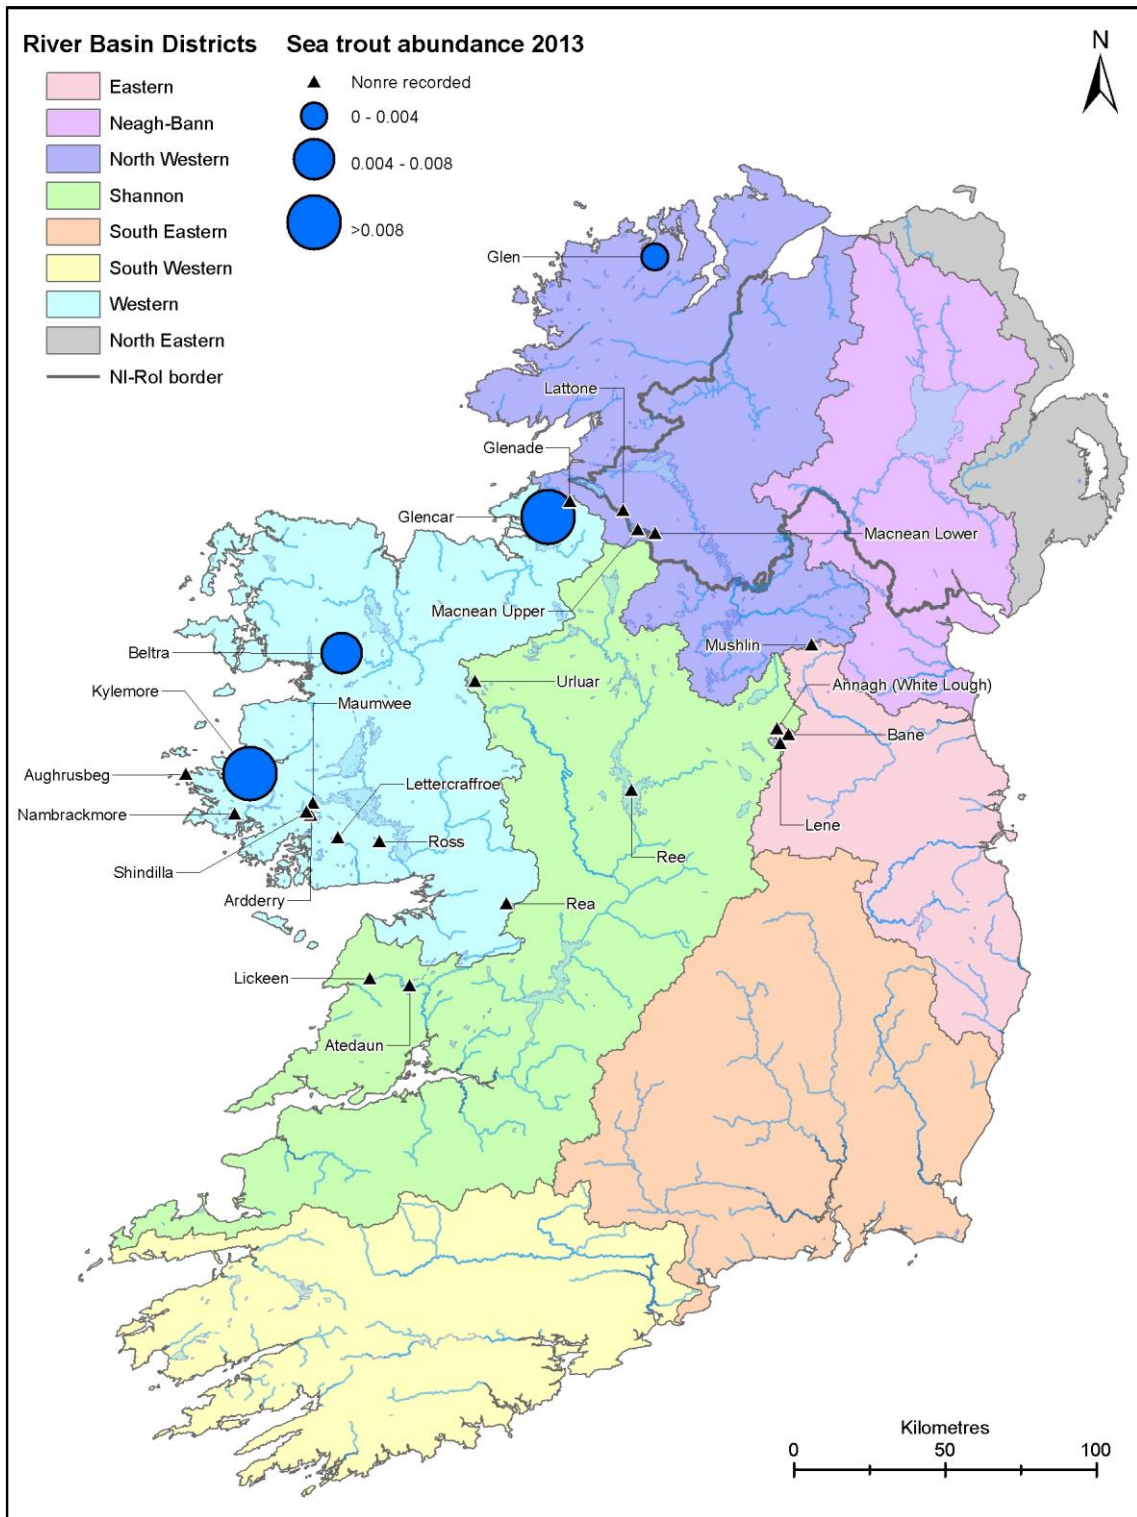 River Basin Districts
Eastern
Neagh-Bann
North Western
Shannon
South Eastern
South Western
Western
North Eastern
NI-RoI border
Sea trout abundance 2013
Nonre recorded
0 - 0.004
0.004 - 0.008
>0.008
N
Glen
Lattone
Glenade
Glencar
Macnean Lower
Macnean Upper
Mushlin
Beltra
Urluar
Annagh (White Lough)
Kylemore
Maumwee
Bane
Aughrusbeg
Lettercraffroe
Nambrackmore
Lene
Ross
Ree
Shindilla
Ardderry
Rea
Lickeen
Atedaun
Kilometres
0 50 100